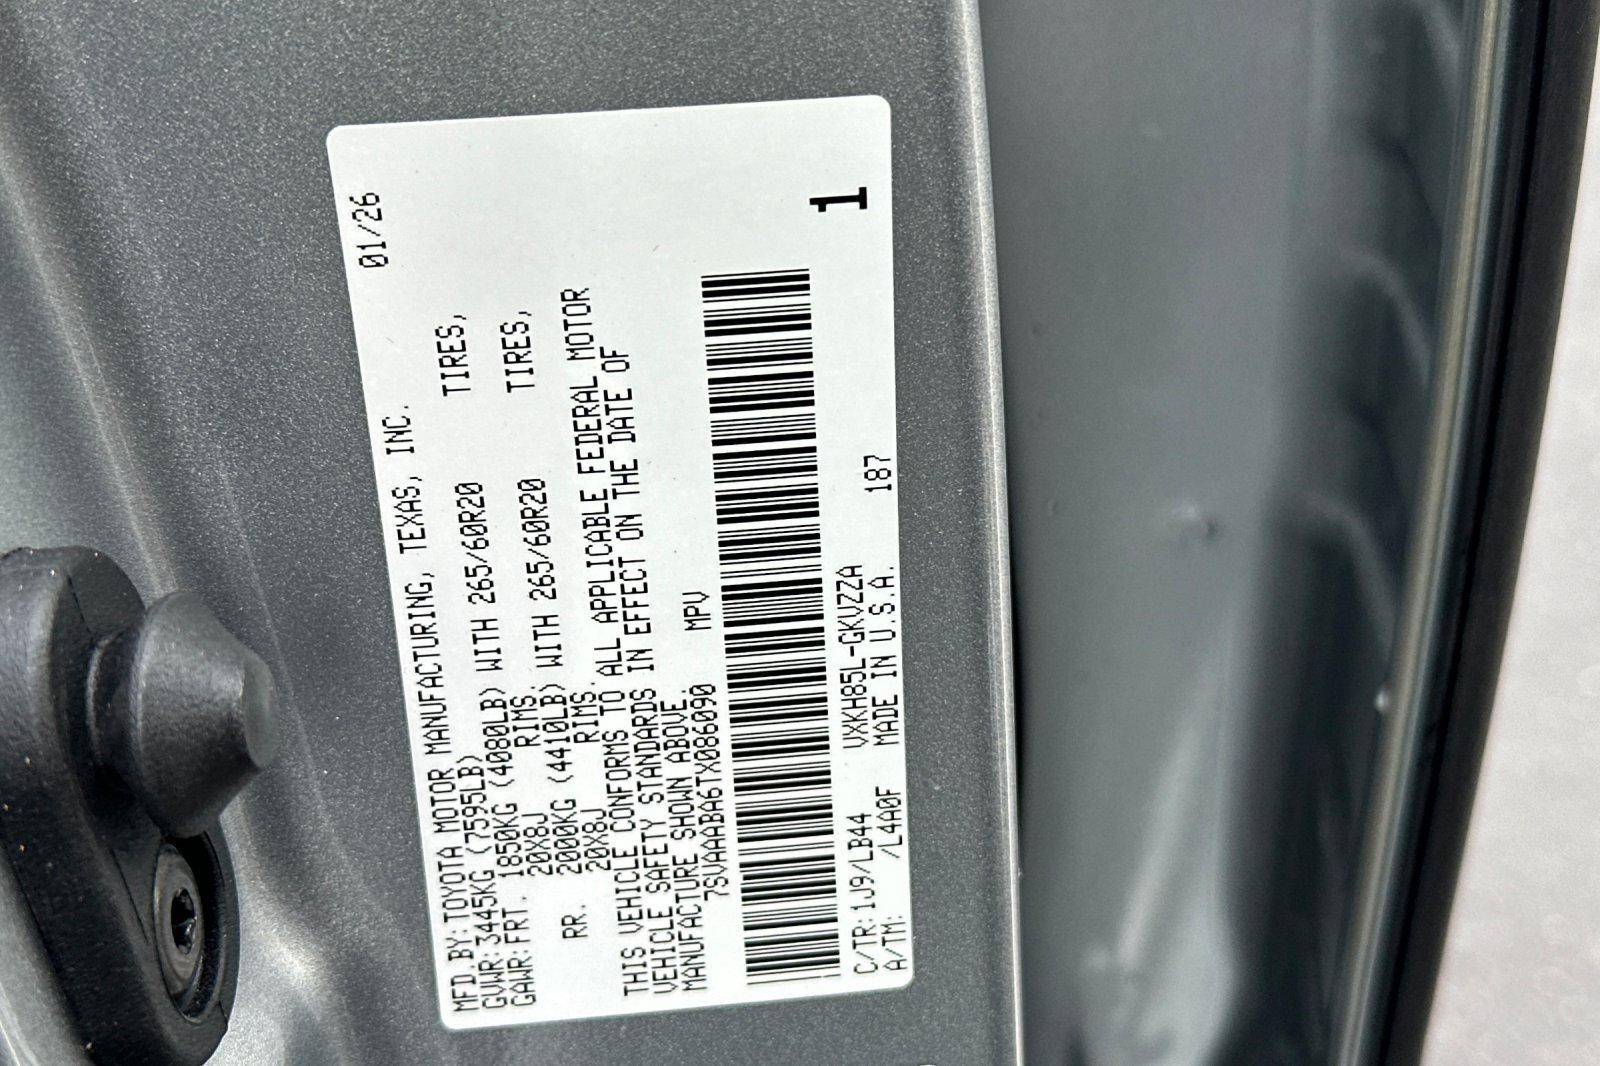 01/26
MFD.BY:TOYOTA MOTOR MANUFACTURING, TEXAS, INC.
GVWR:3445KG (7595LB)
GAWR:FRT. 1850KG (4080LB) WITH 265/60R20 TIRES,
20X8J RIMS,
RR. 2000KG (4410LB) WITH 265/60R20 TIRES,
20X8J RIMS.
THIS VEHICLE CONFORMS TO ALL APPLICABLE FEDERAL MOTOR
VEHICLE SAFETY STANDARDS IN EFFECT ON THE DATE OF
MANUFACTURE SHOWN ABOVE.
7SVAAABA6TX086090 MPV
1
C/TR:1J9/LB44 VXKH85L-GKVZZA
A/TM: /L4A0F MADE IN U.S.A. 187